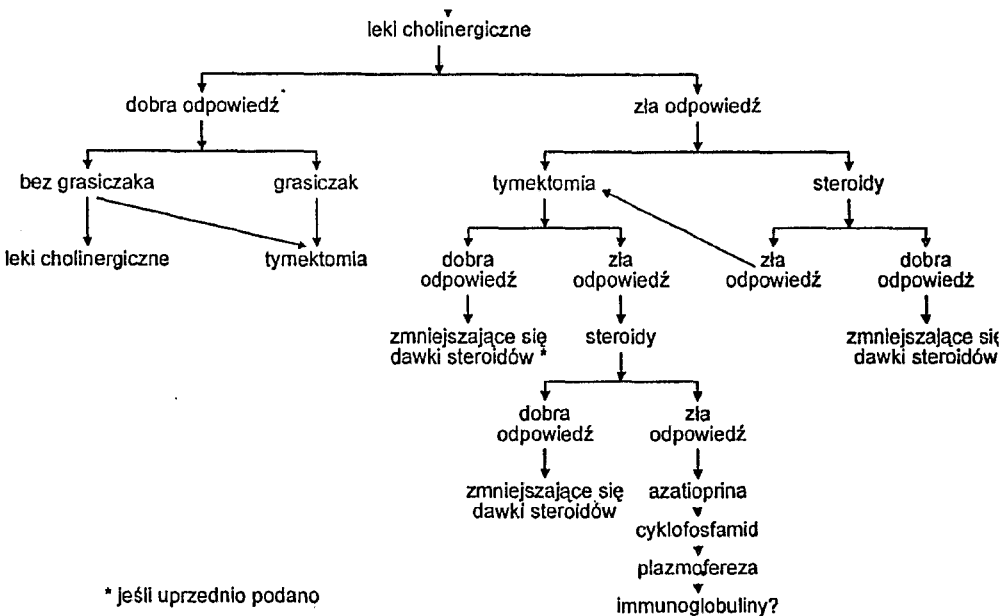 leki cholinergiczne
dobra odpowiedź
zła odpowiedź
bez grasiczaka
grasiczak
tymektomia
steroidy
leki cholinergiczne
tymektomia
dobra
odpowiedź
zła
odpowiedź
zła
odpowiedź
dobra
odpowiedź
zmniejszające się
dawki steroidów *
steroidy
zmniejszające się
dawki steroidów
dobra
odpowiedź
zła
odpowiedź
zmniejszające się
dawki steroidów
azatioprina
cyklofosfamid
plazmofereza
immunoglobuliny?
* jeśli uprzednio podano